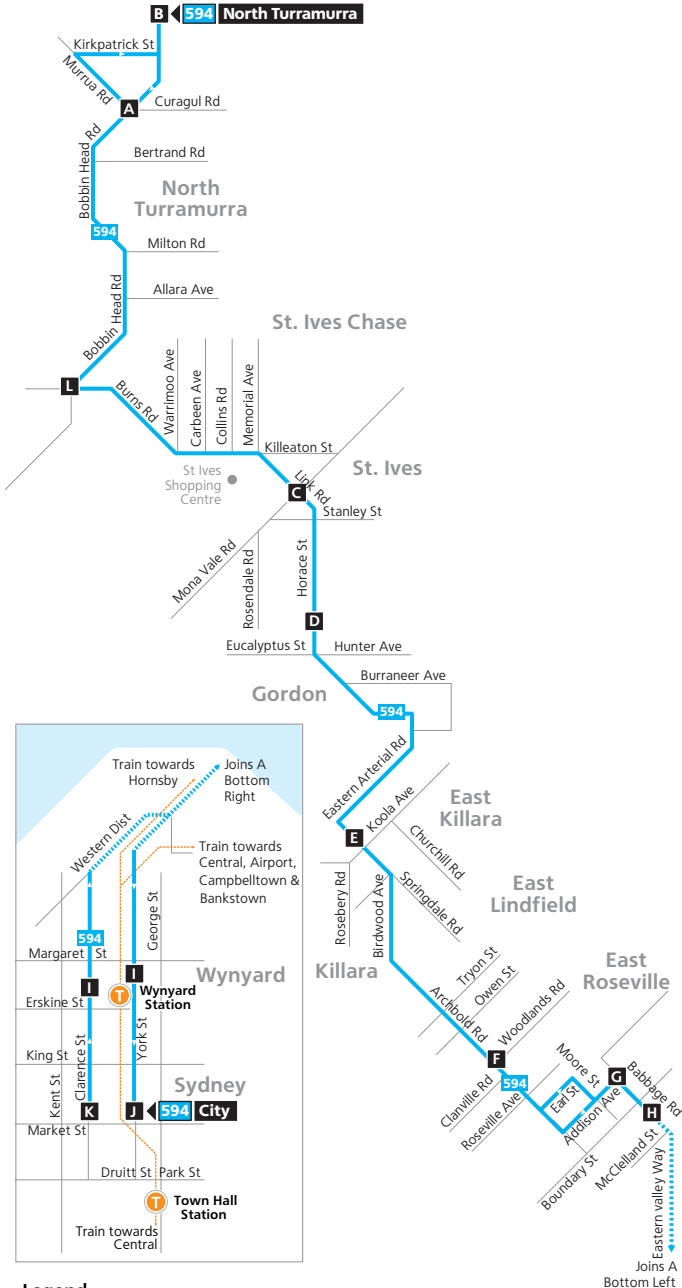 B 594 North Turramurra
Kirkpatrick St
Murrua Rd
A
Curagul Rd
Bobbin Head Rd
Bertrand Rd
North
Turramurra
594
Milton Rd
Allara Ave
Bobbin Head Rd
St. Ives Chase
L
Burns Rd
Warrimoo Ave
Carbeen Ave
Collins Rd
Memorial Ave
Killeaton St
St. Ives
St Ives
Shopping
Centre
Link Rd
C
Stanley St
Mona Vale Rd
Rosendale Rd
Horace St
D
Eucalyptus St
Hunter Ave
Burraneer Ave
Gordon
594
Eastern Arterial Rd
East
Killara
E
Koola Ave
Churchill Rd
Springdale Rd
Rosebery Rd
Birdwood Ave
East
Lindfield
Killara
Tryon St
Owen St
Archbold Rd
Woodlands Rd
East
Roseville
F
594
Clanville Rd
Roseville Ave
Moore St
Earl St
Addison Ave
G
Babbage Rd
H
Boundary St
McClelland St
Eastern valley Way
Joins A
Bottom Left
Train towards
Hornsby
Joins A
Bottom
Right
Western Dist
Train towards
Central, Airport,
Campbelltown &
Bankstown
George St
594
Margaret St
Wynyard
I
I
T
Wynyard
Station
Erskine St
Clarence St
York St
King St
Kent St
Sydney
K
J
594 City
Market St
Druitt St
Park St
T
Town Hall
Station
Train towards
Central
Legend